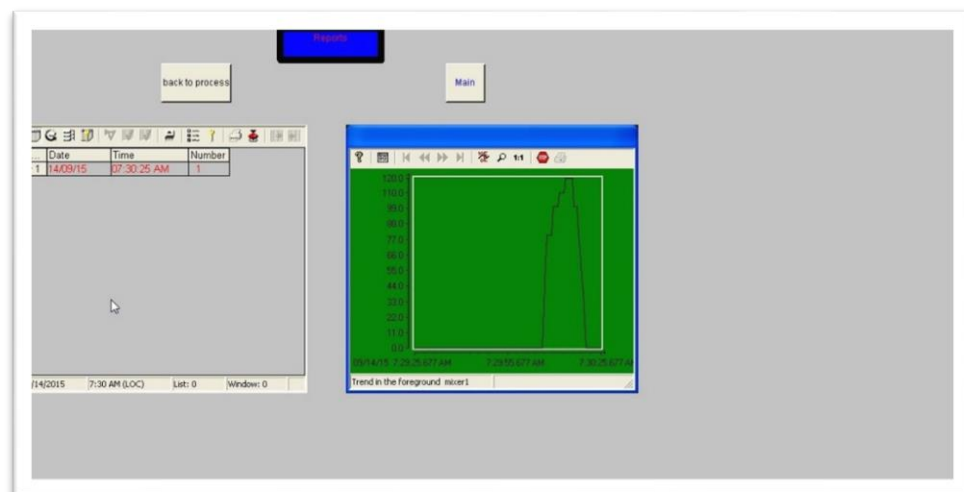 Reports
back to process
Main
... Date Time Number
1 14/09/15 07:30:25 AM 1
1:1
STOP
120.0
110.0
99.0
88.0
77.0
66.0
55.0
44.0
33.0
22.0
11.0
0.0
09/14/15 7:29:25.677 AM 7:29:55.677 AM 7:30:25.677 AM
/14/2015 7:30 AM (LOC) List: 0 Window: 0
Trend in the foreground mixer1